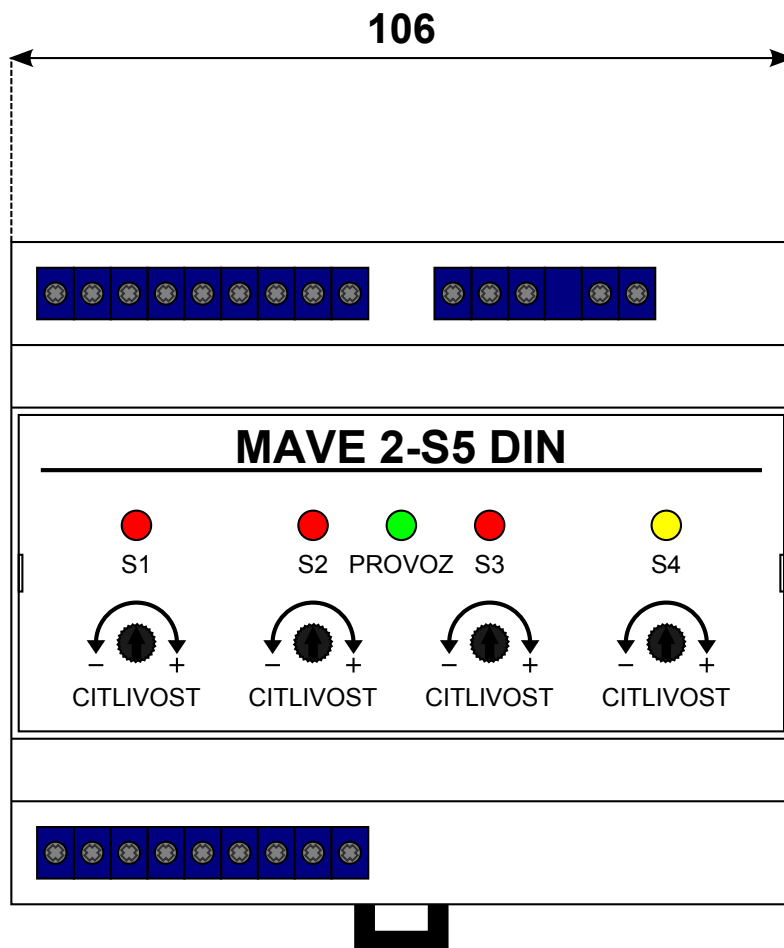 106
MAVE 2-S5 DIN
S1 S2 PROVOZ S3 S4
− + − + − + − +
CITLIVOST CITLIVOST CITLIVOST CITLIVOST